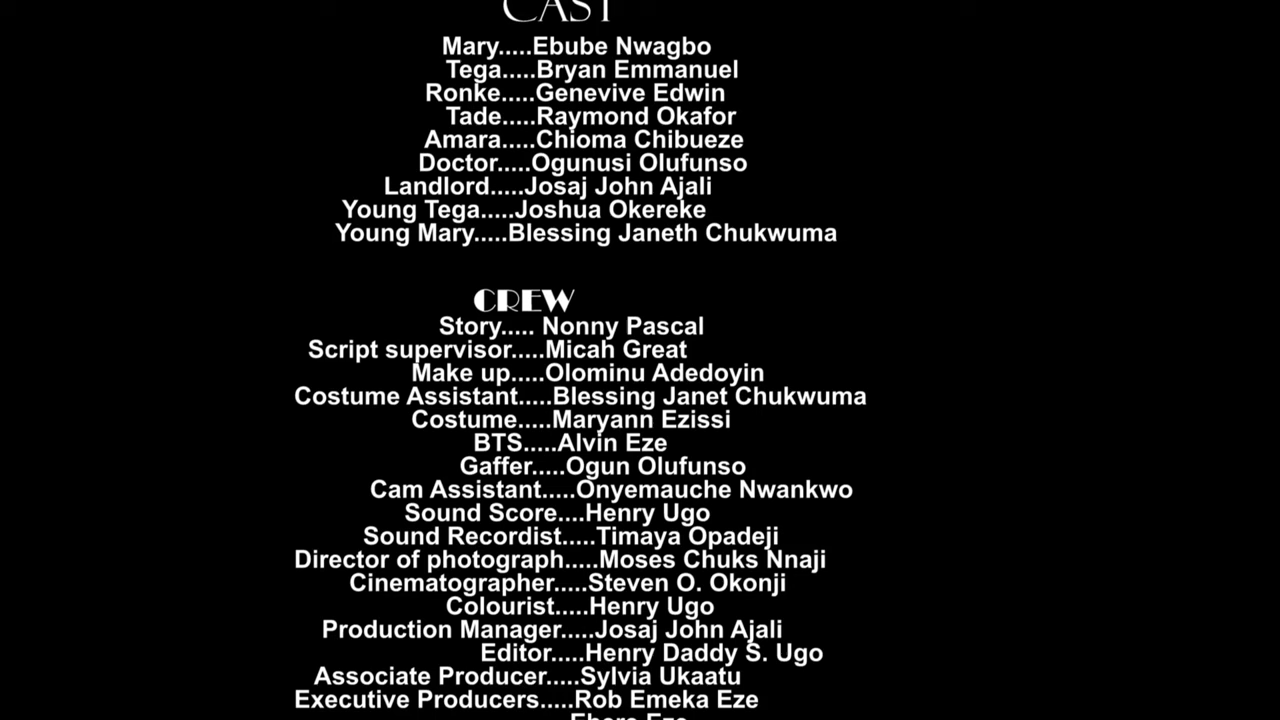 CAST
Mary.....Ebube Nwagbo
Tega.....Bryan Emmanuel
Ronke.....Genevive Edwin
Tade.....Raymond Okafor
Amara.....Chioma Chibueze
Doctor.....Ogunusi Olufunso
Landlord.....Josaj John Ajali
Young Tega.....Joshua Okereke
Young Mary.....Blessing Janeth Chukwuma
CREW
Story..... Nonny Pascal
Script supervisor.....Micah Great
Make up.....Olominu Adedoyin
Costume Assistant.....Blessing Janet Chukwuma
Costume.....Maryann Ezissi
BTS.....Alvin Eze
Gaffer.....Ogun Olufunso
Cam Assistant.....Onyemauche Nwankwo
Sound Score....Henry Ugo
Sound Recordist.....Timaya Opadeji
Director of photograph.....Moses Chuks Nnaji
Cinematographer.....Steven O. Okonji
Colourist.....Henry Ugo
Production Manager.....Josaj John Ajali
Editor.....Henry Daddy S. Ugo
Associate Producer.....Sylvia Ukaatu
Executive Producers.....Rob Emeka Eze